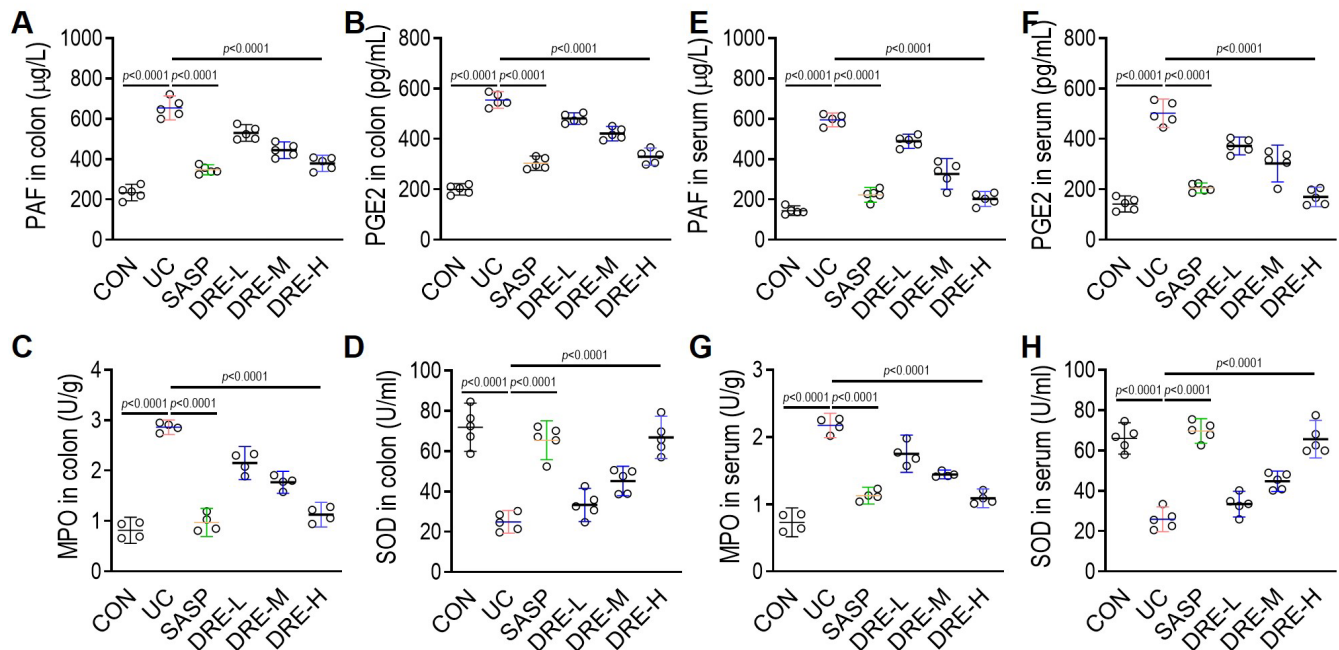 A
PAF in colon (µg/L)
1000
800
600
400
200
0
p<0.0001
p<0.0001 p<0.0001
CON UC SASP DRE-L DRE-M DRE-H
B
PGE2 in colon (pg/mL)
800
600
400
200
0
p<0.0001
p<0.0001 p<0.0001
CON UC SASP DRE-L DRE-M DRE-H
E
PAF in serum (µg/L)
1000
800
600
400
200
0
p<0.0001
p<0.0001 p<0.0001
CON UC SASP DRE-L DRE-M DRE-H
F
PGE2 in serum (pg/mL)
800
600
400
200
0
p<0.0001
p<0.0001 p<0.0001
CON UC SASP DRE-L DRE-M DRE-H
C
MPO in colon (U/g)
4
3
2
1
0
p<0.0001
p<0.0001 p<0.0001
CON UC SASP DRE-L DRE-M DRE-H
D
SOD in colon (U/ml)
100
80
60
40
20
0
p<0.0001
p<0.0001 p<0.0001
CON UC SASP DRE-L DRE-M DRE-H
G
MPO in serum (U/g)
3
2
1
0
p<0.0001
p<0.0001 p<0.0001
CON UC SASP DRE-L DRE-M DRE-H
H
SOD in serum (U/ml)
100
80
60
40
20
0
p<0.0001
p<0.0001 p<0.0001
CON UC SASP DRE-L DRE-M DRE-H